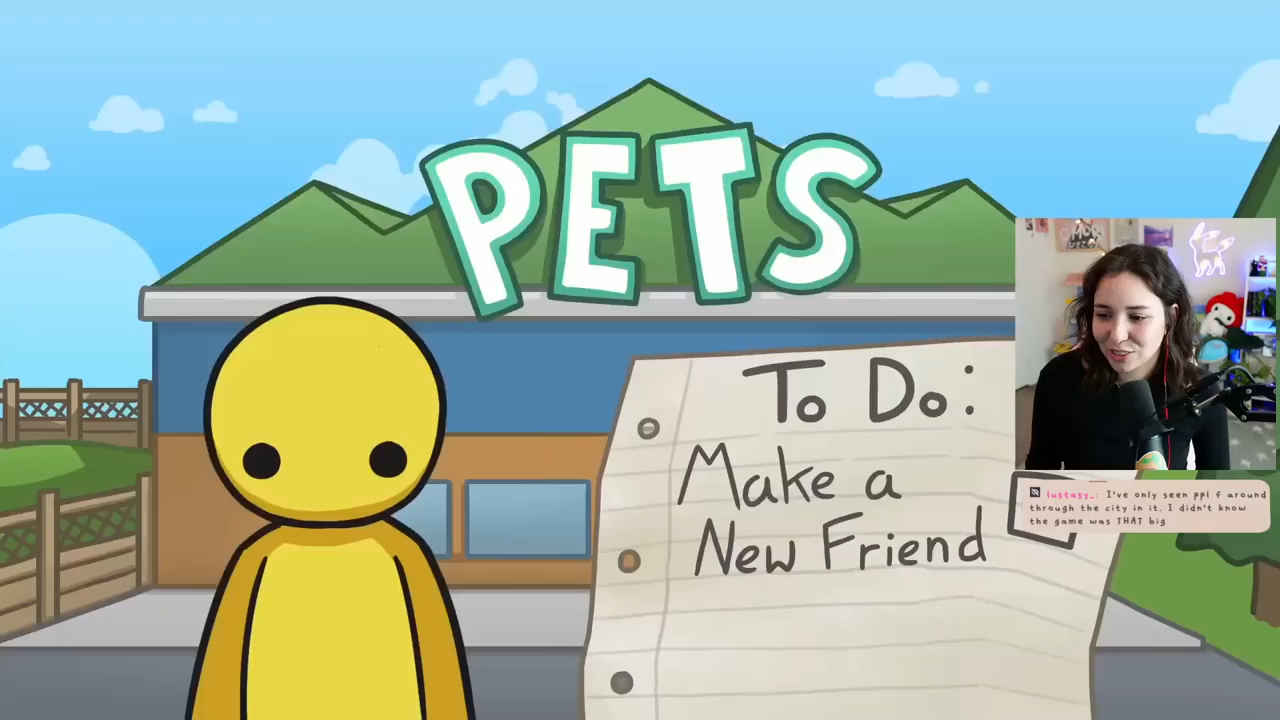 PETS
To Do:
Make a
New Friend
lustasy_: I've only seen ppl f around
through the city in it. I didn't know
the game was THAT big